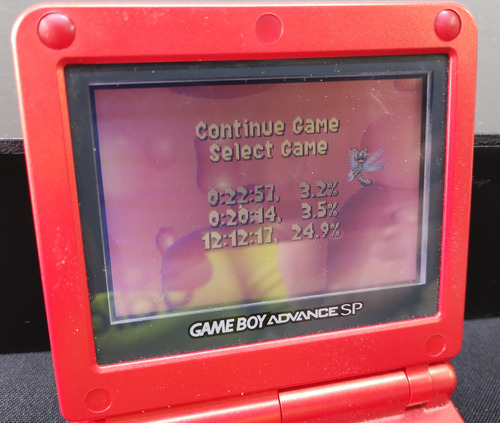 Continue Game
Select Game
0:22:57, 3.2%
0:20:14, 3.5%
12:12:17, 24.9%
GAME BOY ADVANCE SP